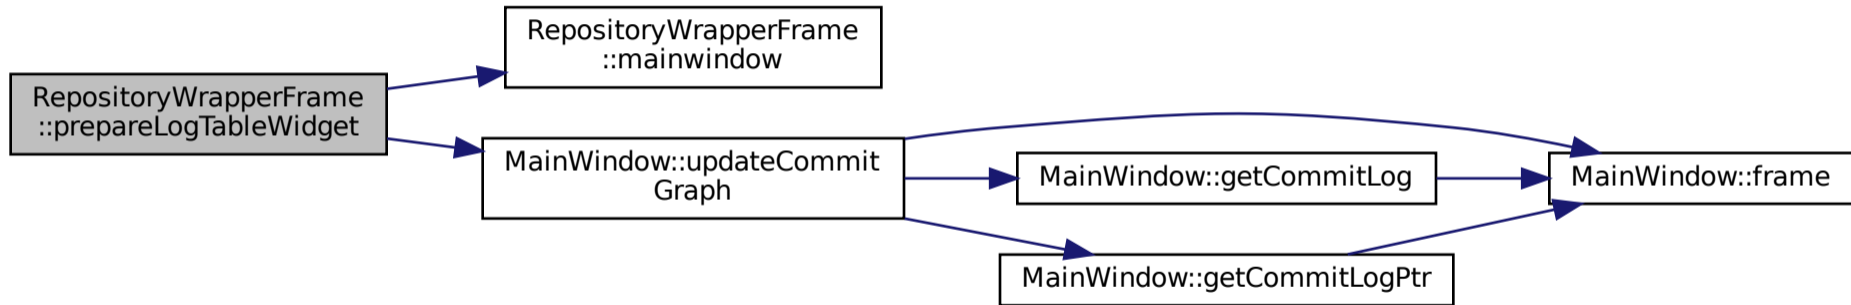 RepositoryWrapperFrame
::prepareLogTableWidget
RepositoryWrapperFrame
::mainwindow
MainWindow::updateCommit
Graph
MainWindow::getCommitLog
MainWindow::getCommitLogPtr
MainWindow::frame